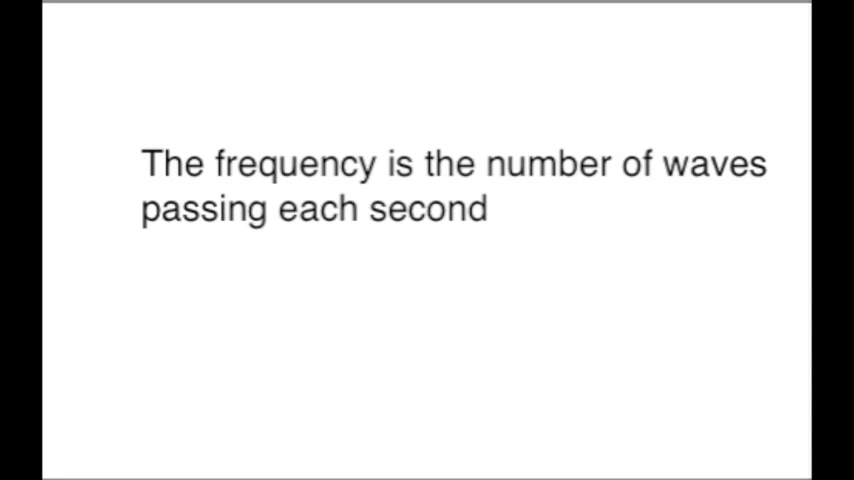 The frequency is the number of waves
passing each second